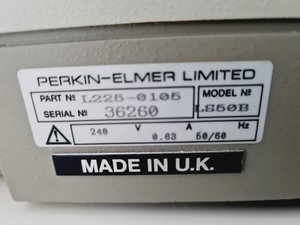 PERKIN-ELMER LIMITED
PART № L225-0105 MODEL №
SERIAL № 36260 LS50B
240 V 0.63 A 50/60 Hz
MADE IN U.K.